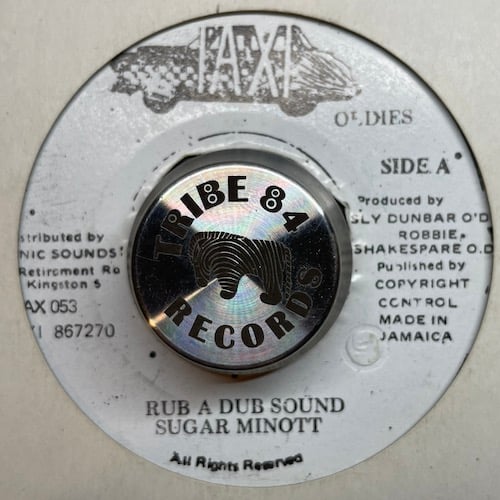 TAXI
OLDIES
SIDE A
Produced by
SLY DUNBAR O'D
ROBBIE
SHAKESPARE O.D
Published by
COPYRIGHT
CONTROL
MADE IN
JAMAICA
stributed by
NIC SOUNDS
Retirement Ro
Kingston 5
AX 053
XI 867270
TRIBE 84
RECORDS
RUB A DUB SOUND
SUGAR MINOTT
All Rights Reserved